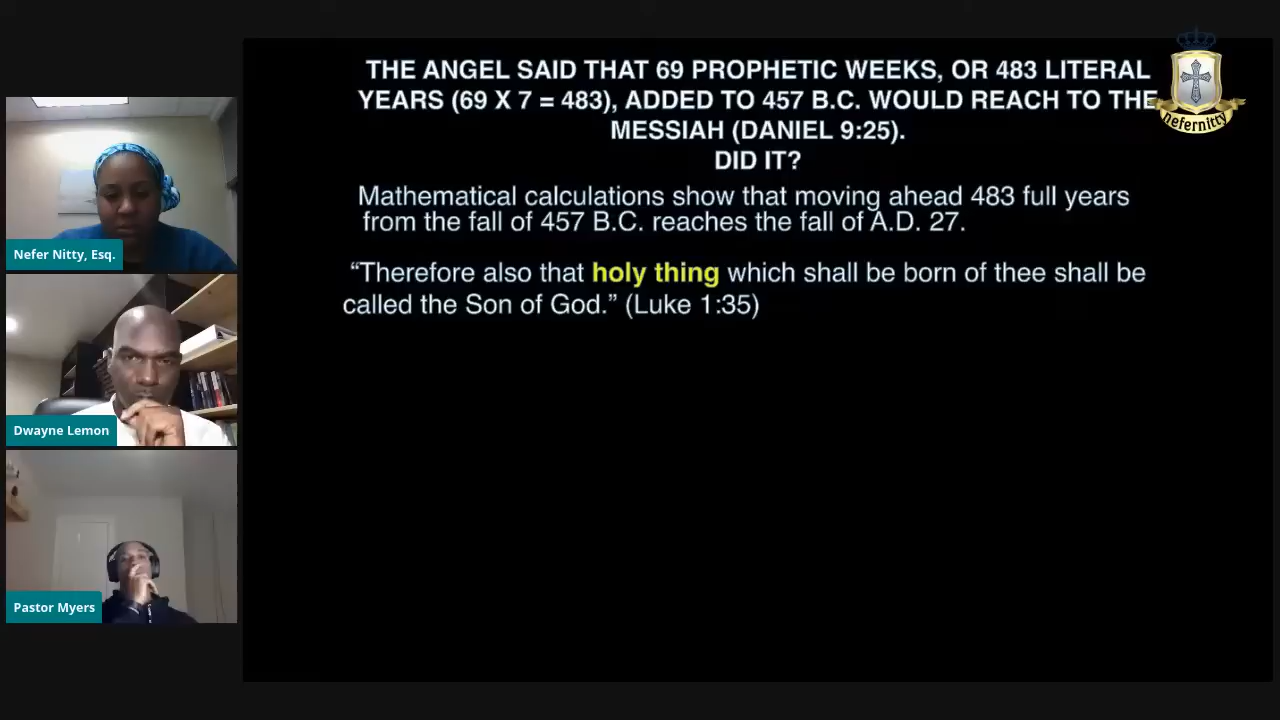 THE ANGEL SAID THAT 69 PROPHETIC WEEKS, OR 483 LITERAL
YEARS (69 X 7 = 483), ADDED TO 457 B.C. WOULD REACH TO THE
MESSIAH (DANIEL 9:25).
DID IT?
Mathematical calculations show that moving ahead 483 full years
from the fall of 457 B.C. reaches the fall of A.D. 27.
“Therefore also that holy thing which shall be born of thee shall be
called the Son of God.” (Luke 1:35)
nefernitty
Nefer Nitty, Esq.
Dwayne Lemon
Pastor Myers